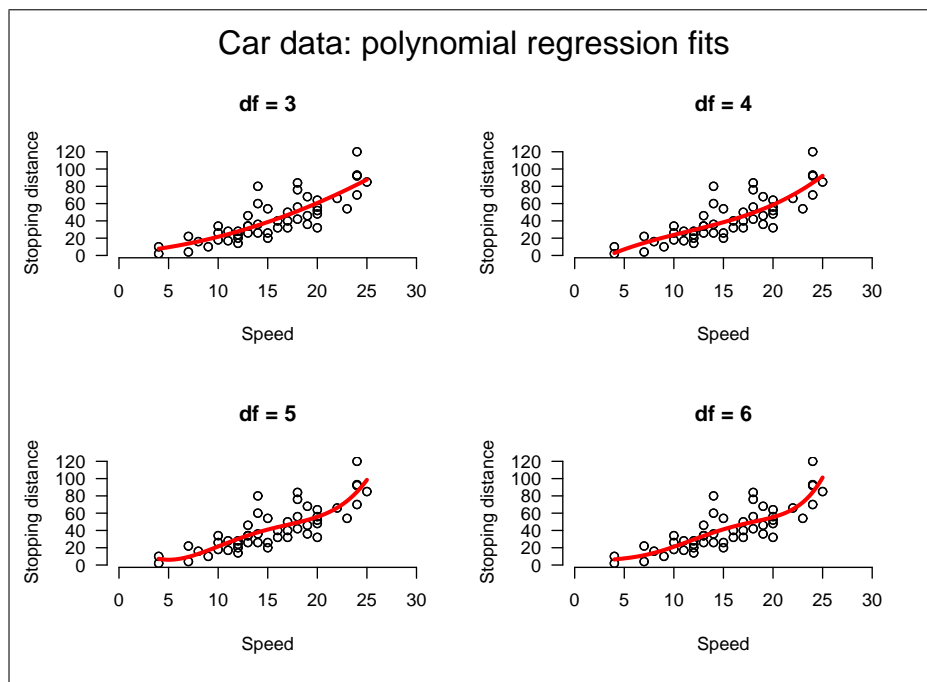 Car data: polynomial regression fits
df = 3
Stopping distance
120
100
80
60
40
20
0
0 5 10 15 20 25 30
Speed
df = 4
Stopping distance
120
100
80
60
40
20
0
0 5 10 15 20 25 30
Speed
df = 5
Stopping distance
120
100
80
60
40
20
0
0 5 10 15 20 25 30
Speed
df = 6
Stopping distance
120
100
80
60
40
20
0
0 5 10 15 20 25 30
Speed